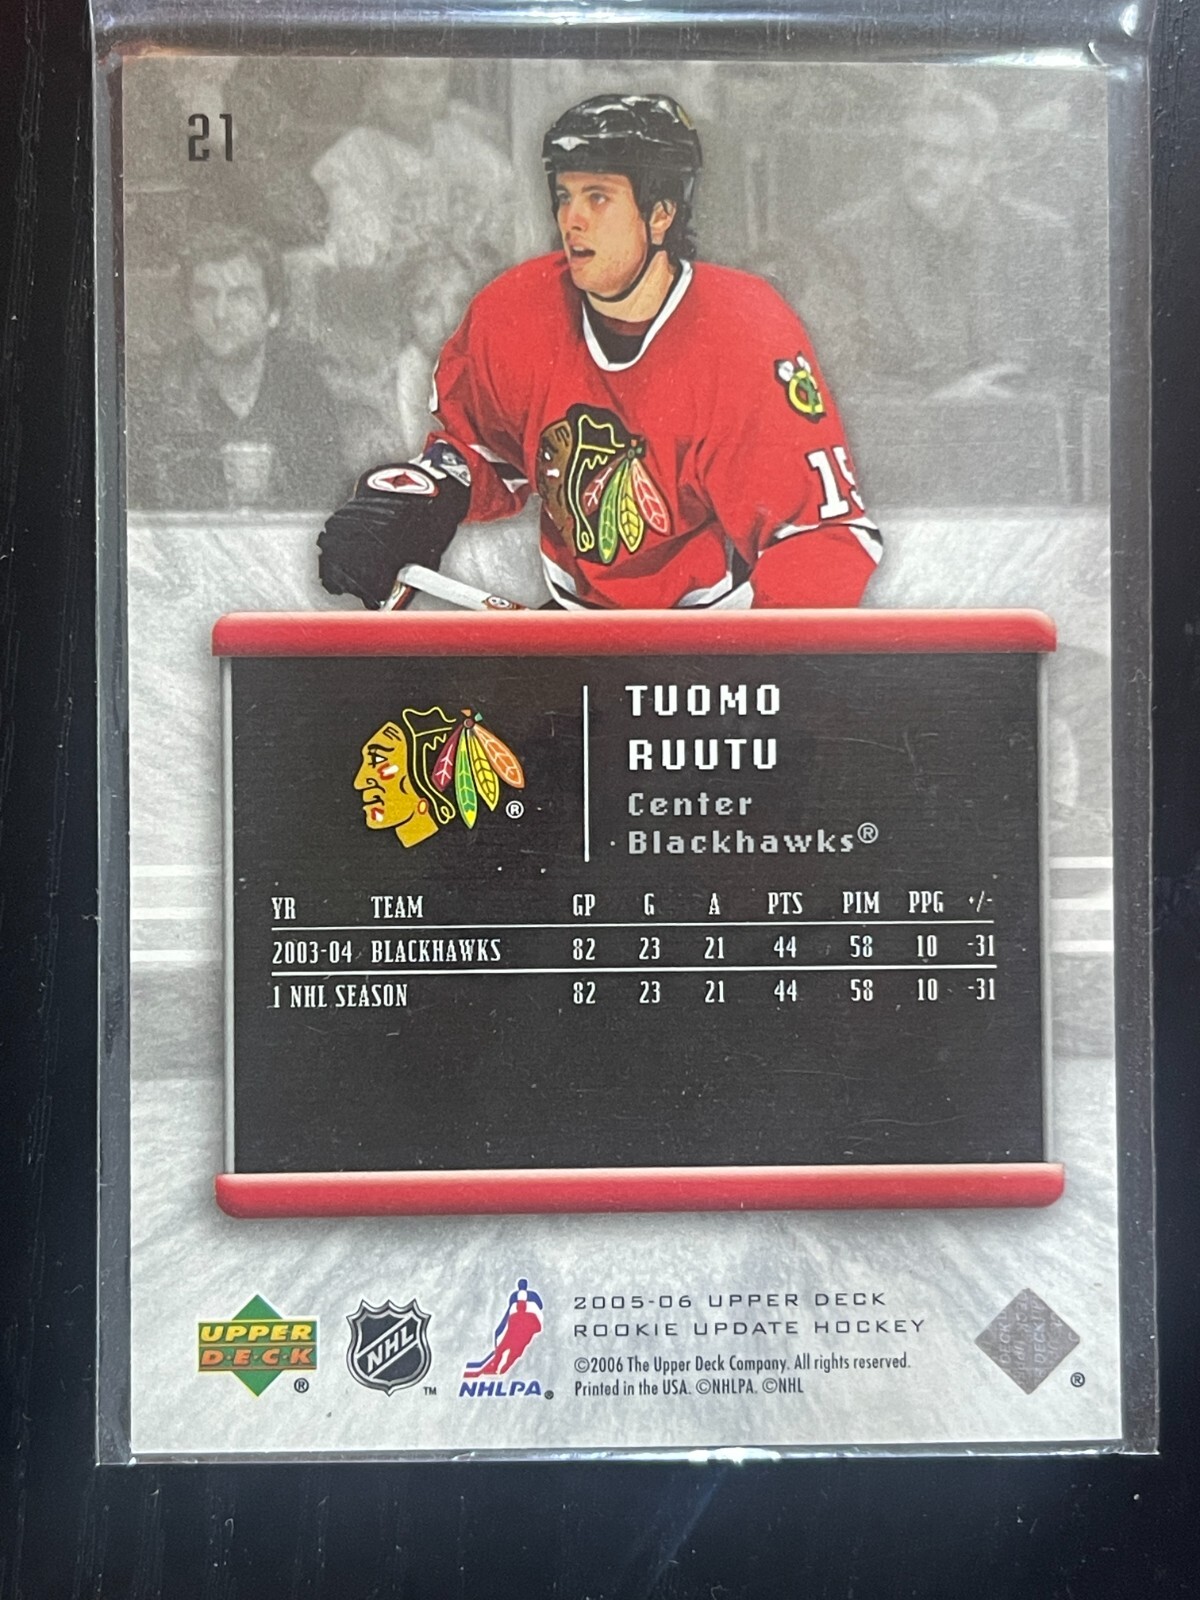 21
15
TUOMO
RUUTU
Center
Blackhawks®
®
YR TEAM GP G A PTS PIM PPG +/-
2003-04 BLACKHAWKS 82 23 21 44 58 10 -31
1 NHL SEASON 82 23 21 44 58 10 -31
UPPER
D·E·C·K
®
NHL
™
NHLPA®
2005-06 UPPER DECK
ROOKIE UPDATE HOCKEY
©2006 The Upper Deck Company. All rights reserved.
Printed in the USA. ©NHLPA. ©NHL
®